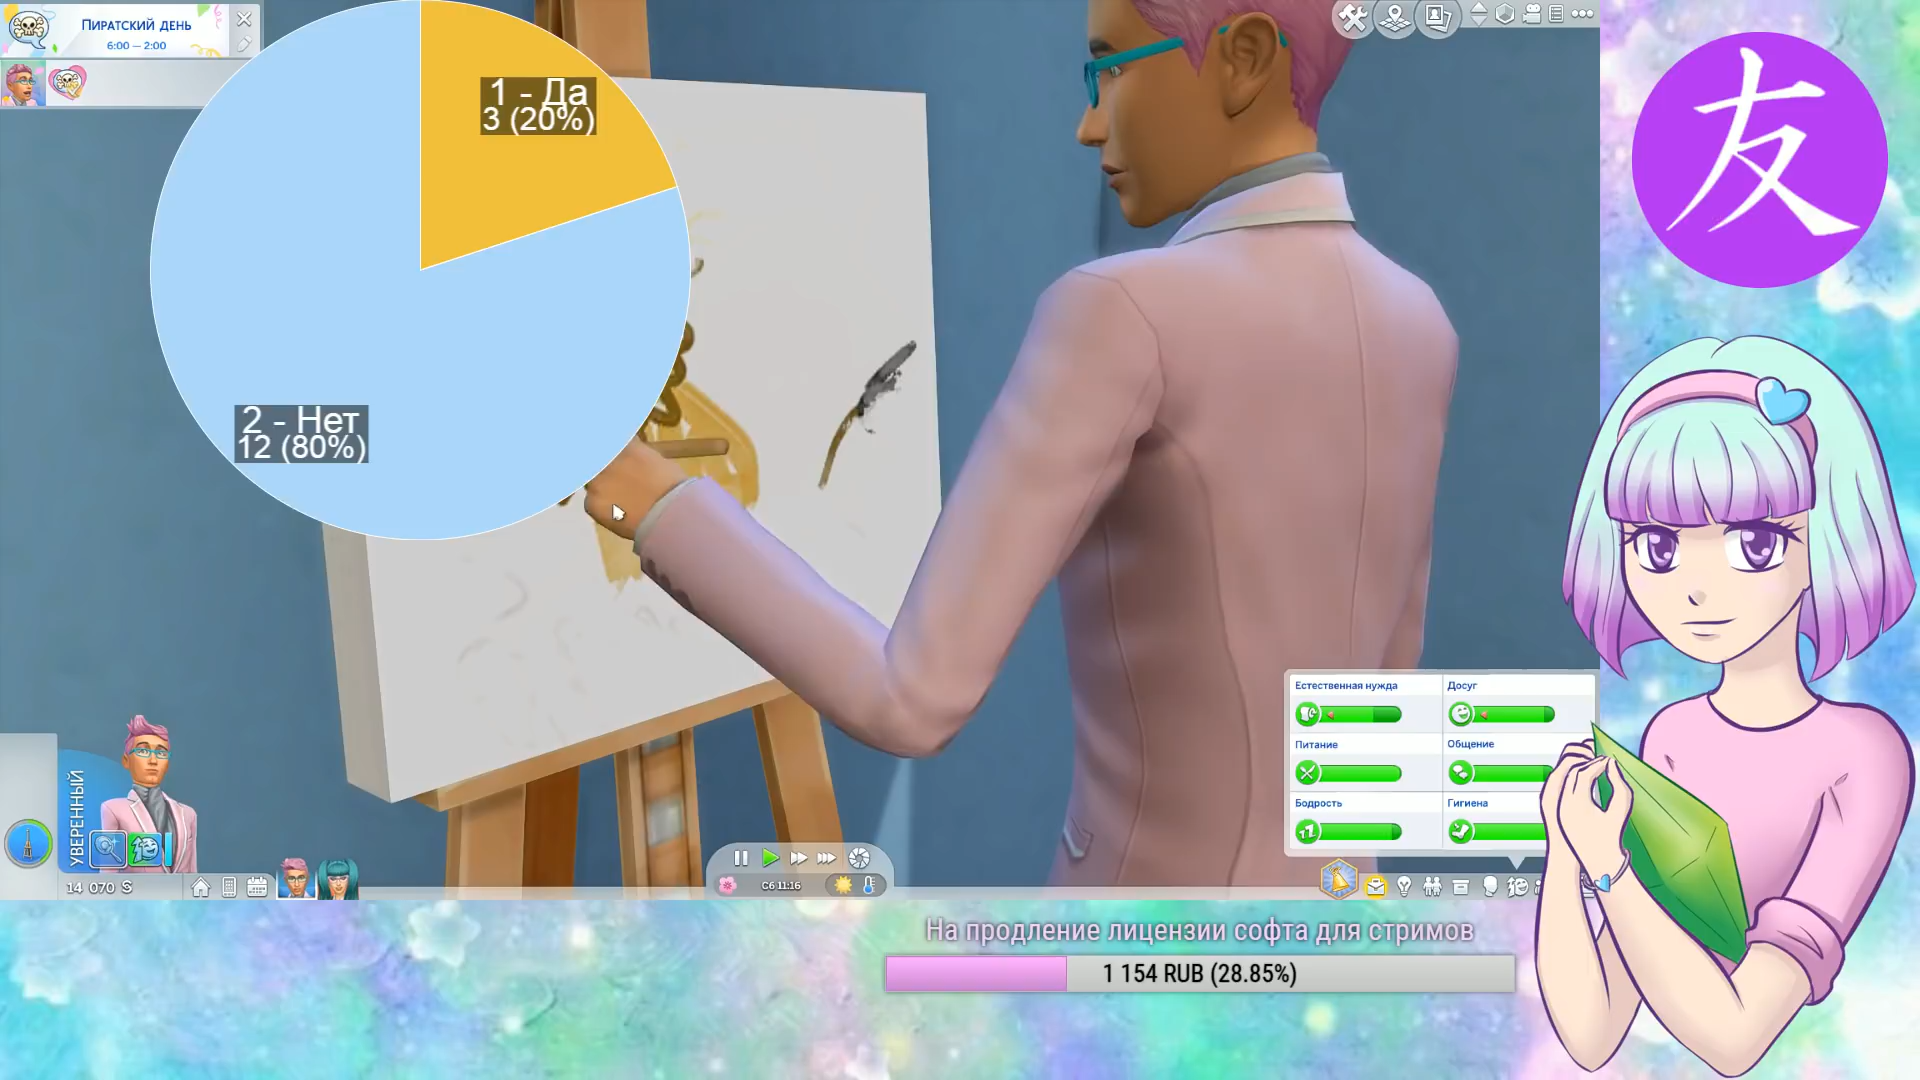 Пиратский день
6:00 — 2:00
1 - Да
3 (20%)
友
2 - Нет
12 (80%)
Естественная нужда
Досуг
Питание
Общение
Бодрость
Гигиена
УВЕРЕННЫЙ
14 070 §
Сб 11:16
На продление лицензии софта для стримов
1 154 RUB (28.85%)